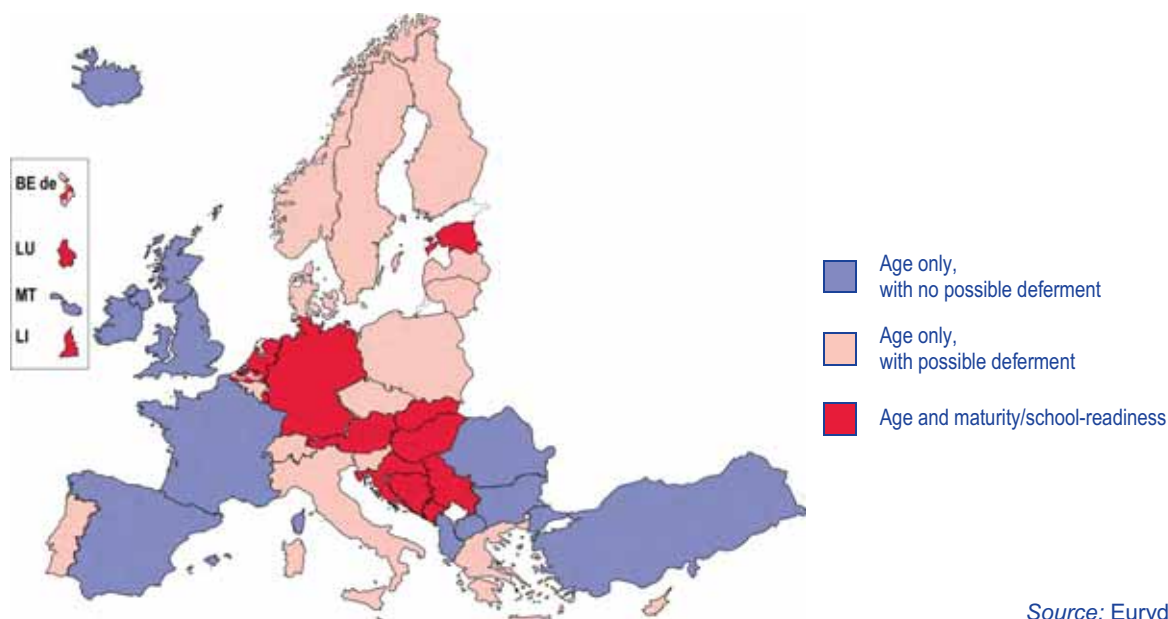 BE de
LU
MT
LI
Age only,
with no possible deferment
Age only,
with possible deferment
Age and maturity/school-readiness
Source: Euryd